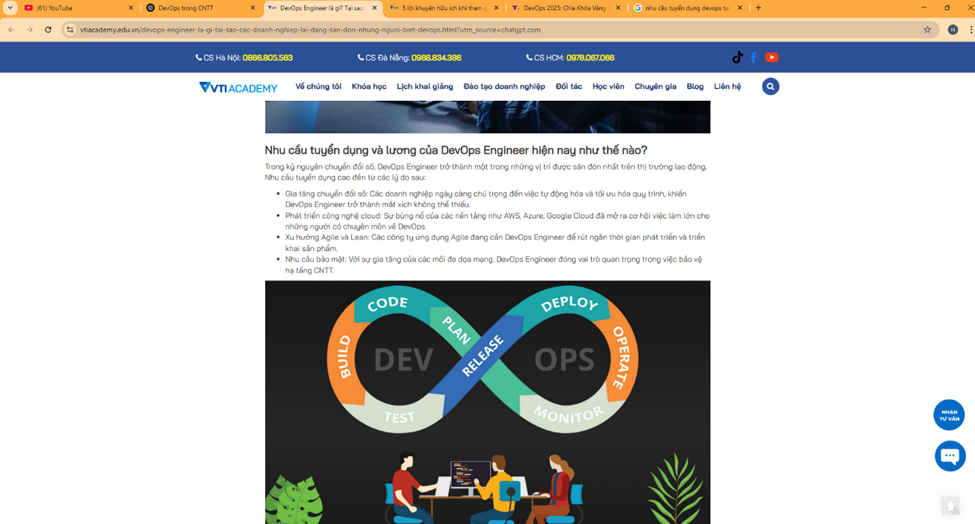 (61) YouTube
DevOps trong CNTT
DevOps Engineer là gì? Tại sao
5 lời khuyên hữu ích khi tham g
DevOps 2025: Chìa Khóa Vàng
nhu cầu tuyển dụng devops tại
vtiacademy.edu.vn/devops-engineer-la-gi-tai-sao-cac-doanh-nghiep-lai-dang-san-don-nhung-nguoi-biet-devops.html?utm_source=chatgpt.com
H
CS Hà Nội: 0866.805.563
CS Đà Nẵng: 0988.834.386
CS HCM: 0978.067.066
VTI ACADEMY
Về chúng tôi
Khóa học
Lịch khai giảng
Đào tạo doanh nghiệp
Đối tác
Học viên
Chuyên gia
Blog
Liên hệ
Nhu cầu tuyển dụng và lương của DevOps Engineer hiện nay như thế nào?
Trong kỷ nguyên chuyển đổi số, DevOps Engineer trở thành một trong những vị trí được săn đón nhất trên thị trường lao động.
Nhu cầu tuyển dụng cao đến từ các lý do sau:
Gia tăng chuyển đổi số: Các doanh nghiệp ngày càng chú trọng đến việc tự động hóa và tối ưu hóa quy trình, khiến
DevOps Engineer trở thành mắt xích không thể thiếu.
Phát triển công nghệ cloud: Sự bùng nổ của các nền tảng như AWS, Azure, Google Cloud đã mở ra cơ hội việc làm lớn cho
những người có chuyên môn về DevOps.
Xu hướng Agile và Lean: Các công ty ứng dụng Agile đang cần DevOps Engineer để rút ngắn thời gian phát triển và triển
khai sản phẩm.
Nhu cầu bảo mật: Với sự gia tăng của các mối đe dọa mạng, DevOps Engineer đóng vai trò quan trọng trong việc bảo vệ
hạ tầng CNTT.
CODE
DEPLOY
PLAN
BUILD
DEV
RELEASE
OPS
OPERATE
TEST
MONITOR
NHẬN
TƯ VẤN